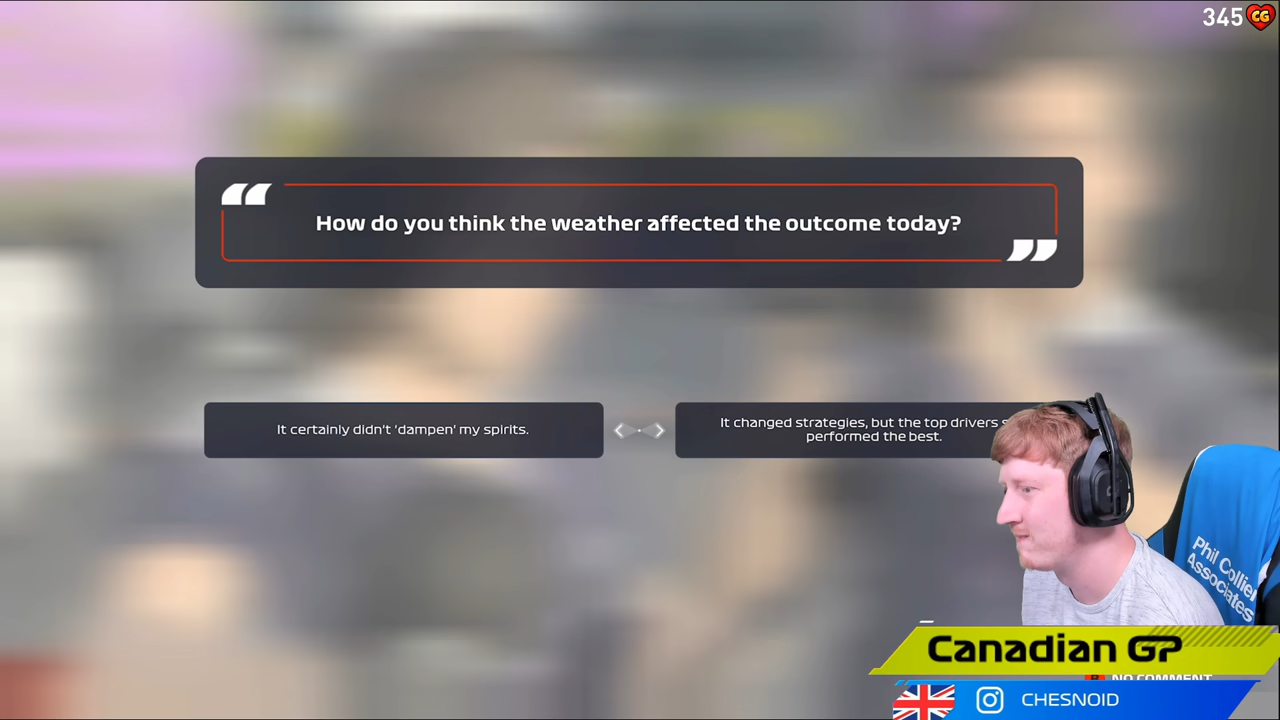 345 CG
How do you think the weather affected the outcome today?
It certainly didn't 'dampen' my spirits.
It changed strategies, but the top drivers
performed the best.
Phil Collier
Associates
Canadian GP
NO COMMENT
CHESNOID